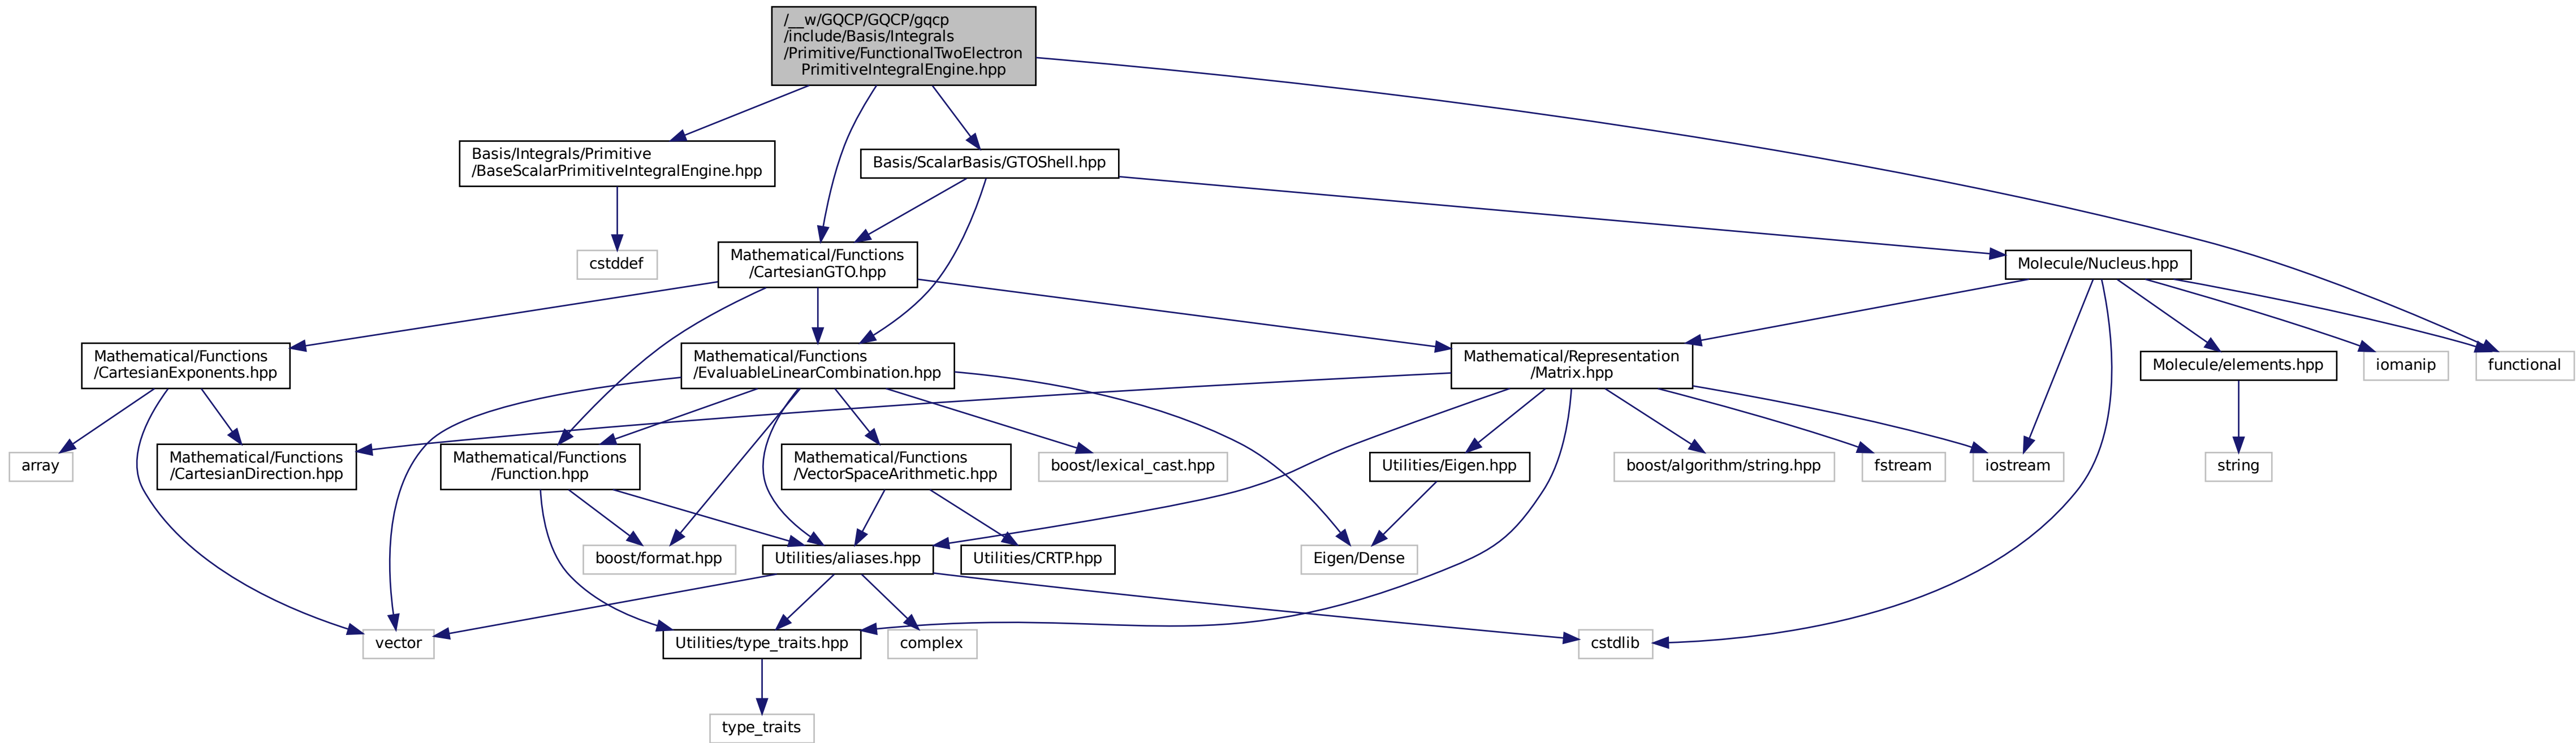 /__w/GQCP/GQCP/gqcp
/include/Basis/Integrals
/Primitive/FunctionalTwoElectron
PrimitiveIntegralEngine.hpp
Basis/Integrals/Primitive
/BaseScalarPrimitiveIntegralEngine.hpp
Basis/ScalarBasis/GTOShell.hpp
cstddef
Mathematical/Functions
/CartesianGTO.hpp
Molecule/Nucleus.hpp
Mathematical/Functions
/CartesianExponents.hpp
Mathematical/Functions
/EvaluableLinearCombination.hpp
Mathematical/Representation
/Matrix.hpp
Molecule/elements.hpp
iomanip
functional
array
Mathematical/Functions
/CartesianDirection.hpp
Mathematical/Functions
/Function.hpp
Mathematical/Functions
/VectorSpaceArithmetic.hpp
boost/lexical_cast.hpp
Utilities/Eigen.hpp
boost/algorithm/string.hpp
fstream
iostream
string
boost/format.hpp
Utilities/aliases.hpp
Utilities/CRTP.hpp
Eigen/Dense
vector
Utilities/type_traits.hpp
complex
cstdlib
type_traits